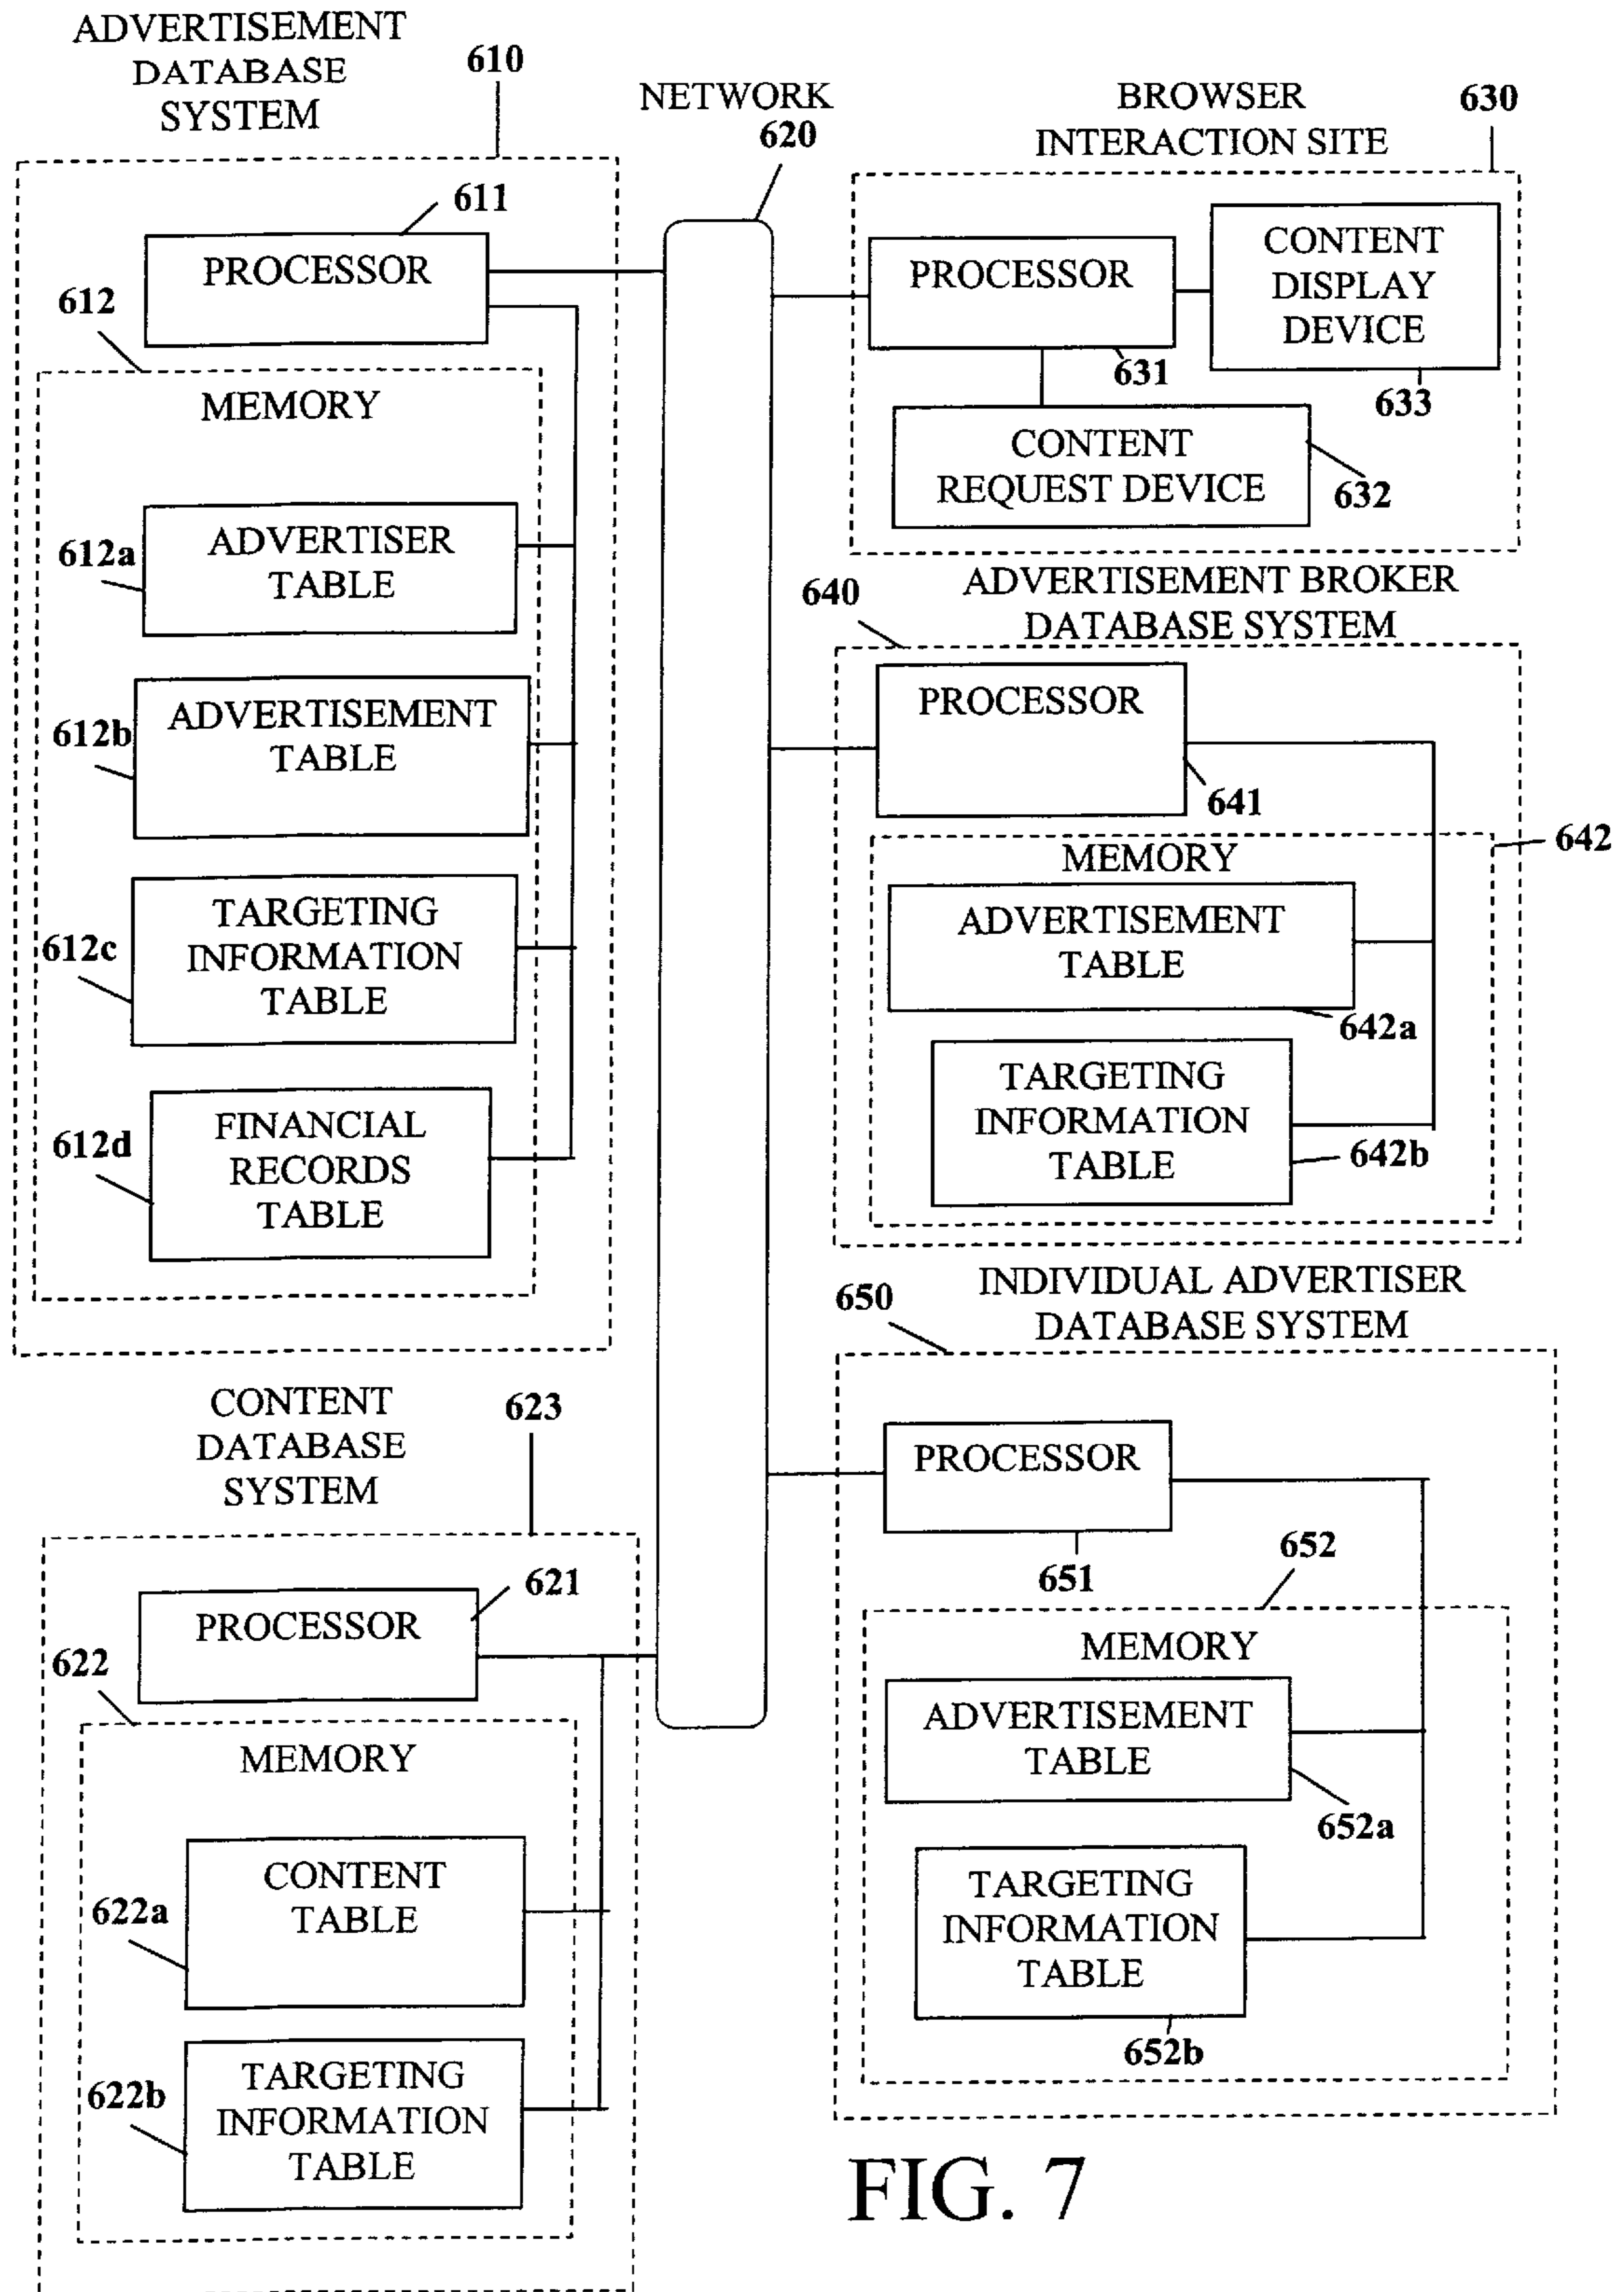 ADVERTISEMENT
DATABASE
SYSTEM
610
611
PROCESSOR
612
MEMORY
612a
ADVERTISER
TABLE
612b
ADVERTISEMENT
TABLE
612c
TARGETING
INFORMATION
TABLE
612d
FINANCIAL
RECORDS
TABLE
CONTENT
DATABASE
SYSTEM
623
621
PROCESSOR
622
MEMORY
622a
CONTENT
TABLE
622b
TARGETING
INFORMATION
TABLE
NETWORK
620
BROWSER
INTERACTION SITE
630
PROCESSOR
631
CONTENT
DISPLAY
DEVICE
633
CONTENT
REQUEST DEVICE
632
640
ADVERTISEMENT BROKER
DATABASE SYSTEM
PROCESSOR
641
642
MEMORY
ADVERTISEMENT
TABLE
642a
TARGETING
INFORMATION
TABLE
642b
650
INDIVIDUAL ADVERTISER
DATABASE SYSTEM
PROCESSOR
651
652
MEMORY
ADVERTISEMENT
TABLE
652a
TARGETING
INFORMATION
TABLE
652b
FIG. 7